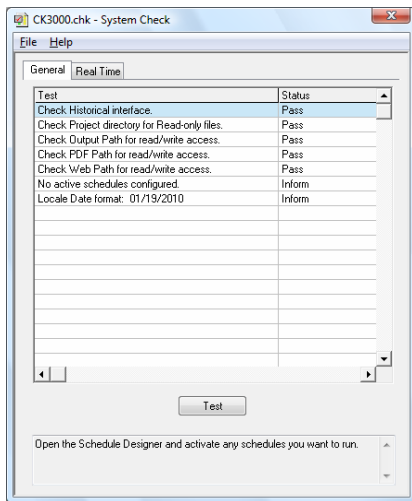 CK3000.chk - System Check
File Help
General Real Time
Test Status
Check Historical interface. Pass
Check Project directory for Read-only files. Pass
Check Output Path for read/write access. Pass
Check PDF Path for read/write access. Pass
Check Web Path for read/write access. Pass
No active schedules configured. Inform
Locale Date format: 01/19/2010 Inform
Test
Open the Schedule Designer and activate any schedules you want to run.